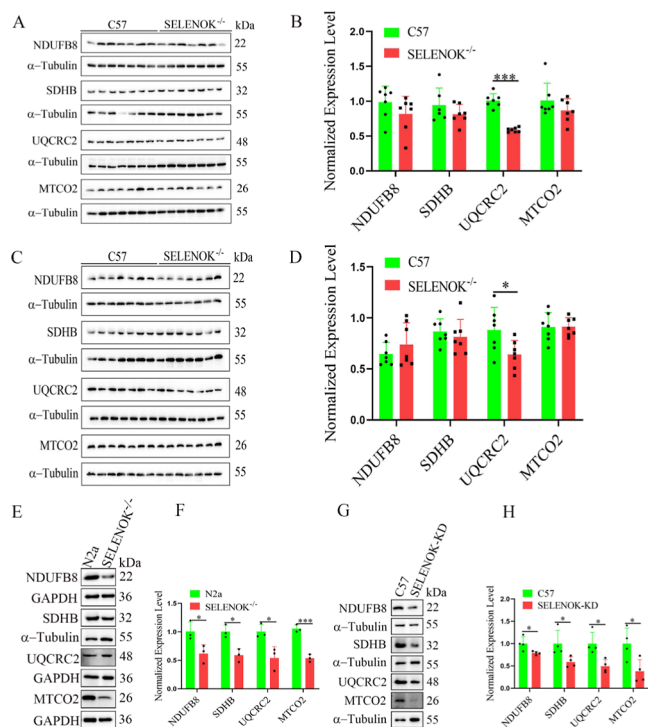 A
C57 SELENOK⁻/⁻ kDa
NDUFB8 22
α−Tubulin 55
SDHB 32
α−Tubulin 55
UQCRC2 48
α−Tubulin 55
MTCO2 26
α−Tubulin 55
B
C57
SELENOK⁻/⁻
Normalized Expression Level
2.0
1.5
1.0
0.5
0.0
***
NDUFB8 SDHB UQCRC2 MTCO2
C
C57 SELENOK⁻/⁻ kDa
NDUFB8 22
α−Tubulin 55
SDHB 32
α−Tubulin 55
UQCRC2 48
α−Tubulin 55
MTCO2 26
α−Tubulin 55
D
C57
SELENOK⁻/⁻
Normalized Expression Level
1.5
1.0
0.5
0.0
*
NDUFB8 SDHB UQCRC2 MTCO2
E
N2a SELENOK⁻/⁻ kDa
NDUFB8 22
GAPDH 36
SDHB 32
α−Tubulin 55
UQCRC2 48
GAPDH 36
MTCO2 26
GAPDH 36
F
N2a
SELENOK⁻/⁻
Normalized Expression Level
1.5
1.0
0.5
0.0
* * * ***
NDUFB8 SDHB UQCRC2 MTCO2
G
C57 SELENOK-KD kDa
NDUFB8 22
α−Tubulin 55
SDHB 32
α−Tubulin 55
UQCRC2 48
MTCO2 26
α−Tubulin 55
H
C57
SELENOK-KD
Normalized Expression Level
2.0
1.5
1.0
0.5
0.0
* * * *
NDUFB8 SDHB UQCRC2 MTCO2